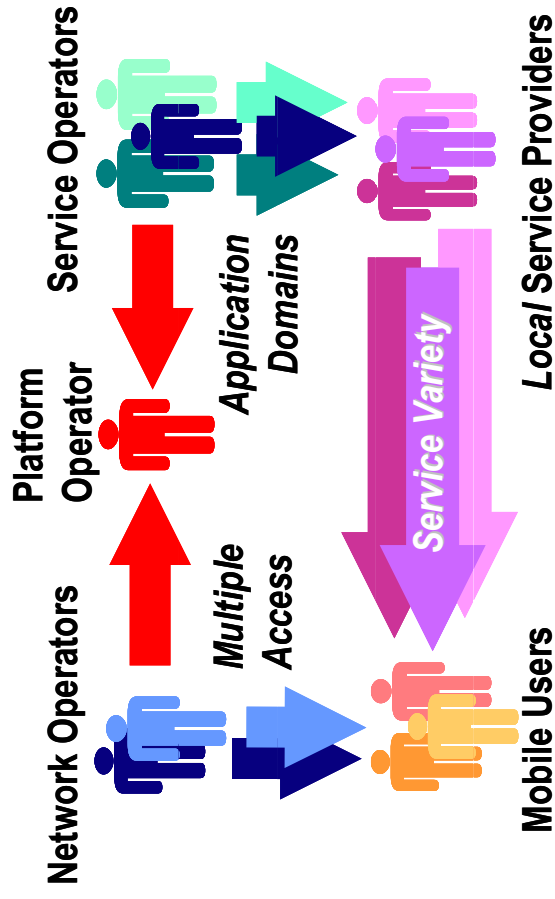 Network Operators
Platform
Operator
Service Operators
Multiple
Access
Application
Domains
Service Variety
Mobile Users
Local Service Providers